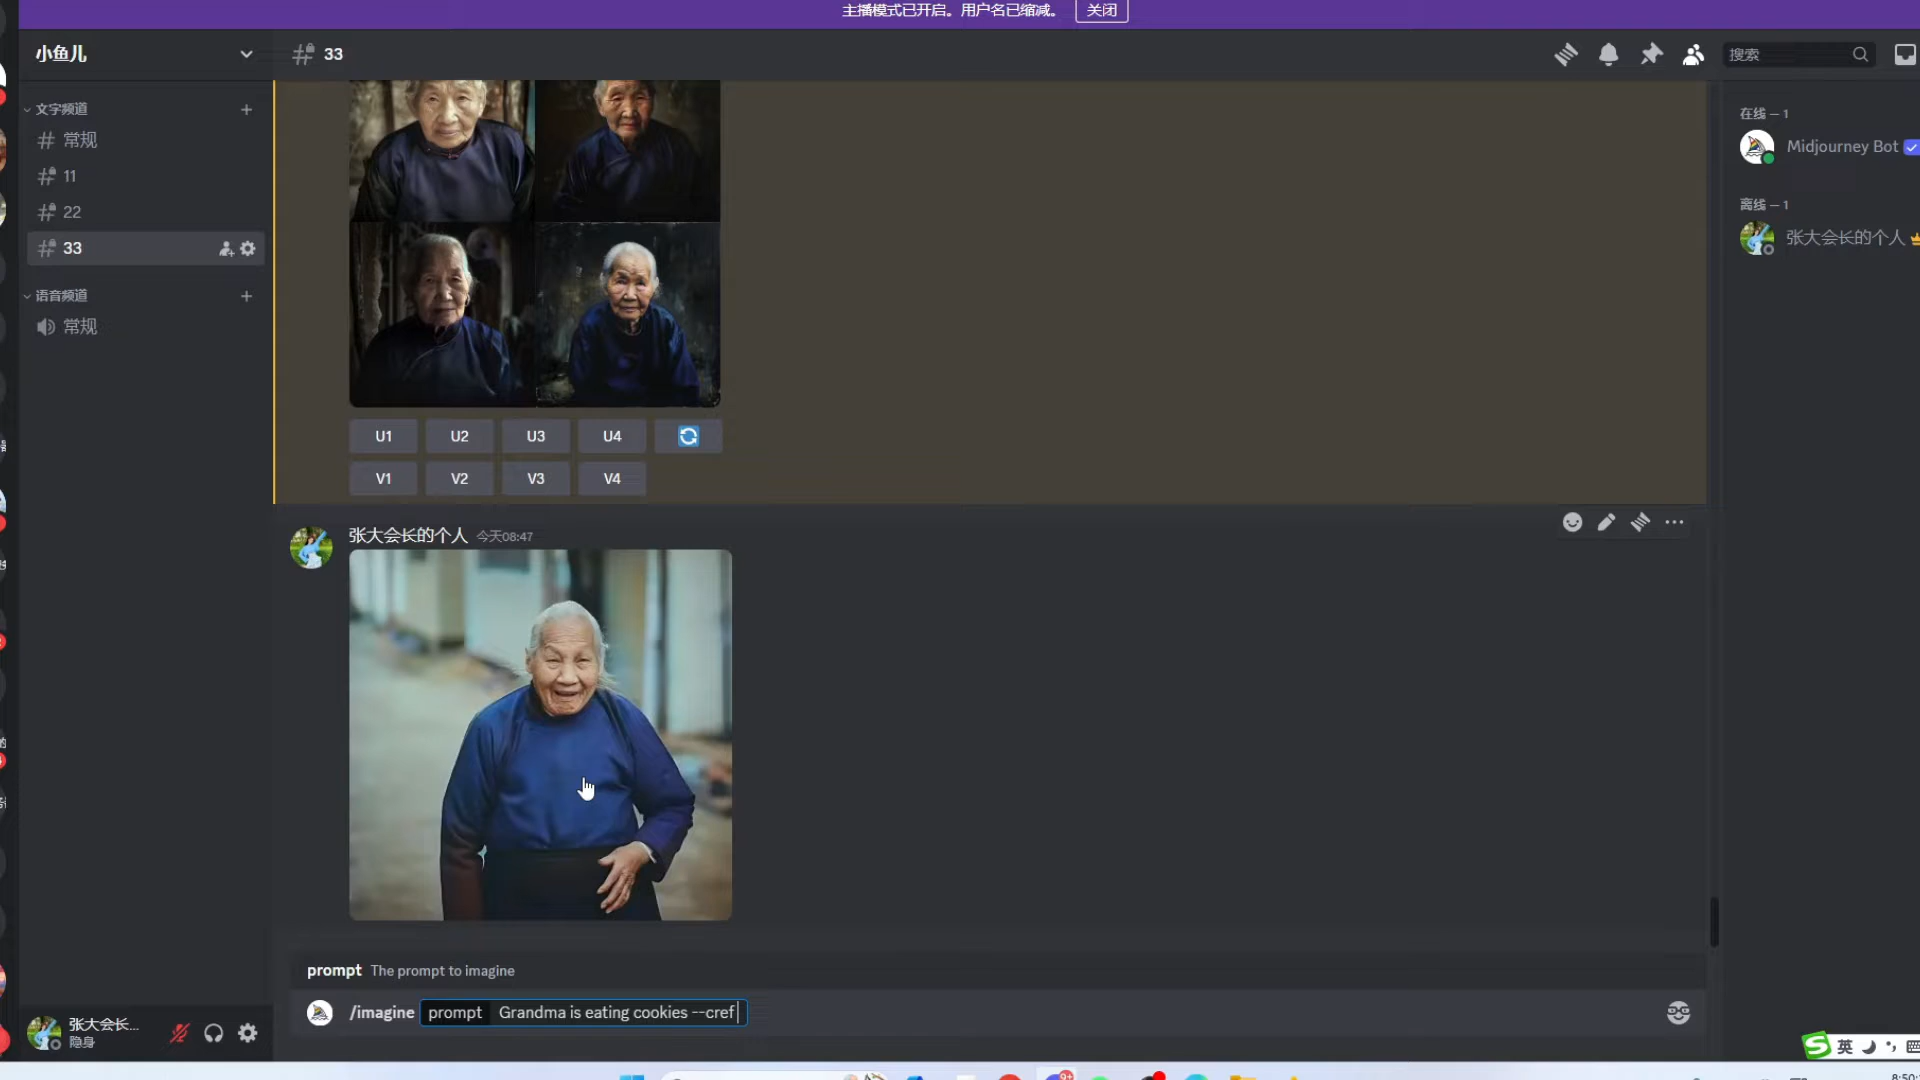 主播模式已开启。用户名已缩减。 关闭
小鱼儿
33
搜索
文字频道
常规
11
22
33
语音频道
常规
在线 – 1
Midjourney Bot
离线 – 1
张大会长的个人
U1 U2 U3 U4
V1 V2 V3 V4
张大会长的个人 今天08:47
prompt The prompt to imagine
/imagine prompt Grandma is eating cookies --cref
张大会长...
隐身
英